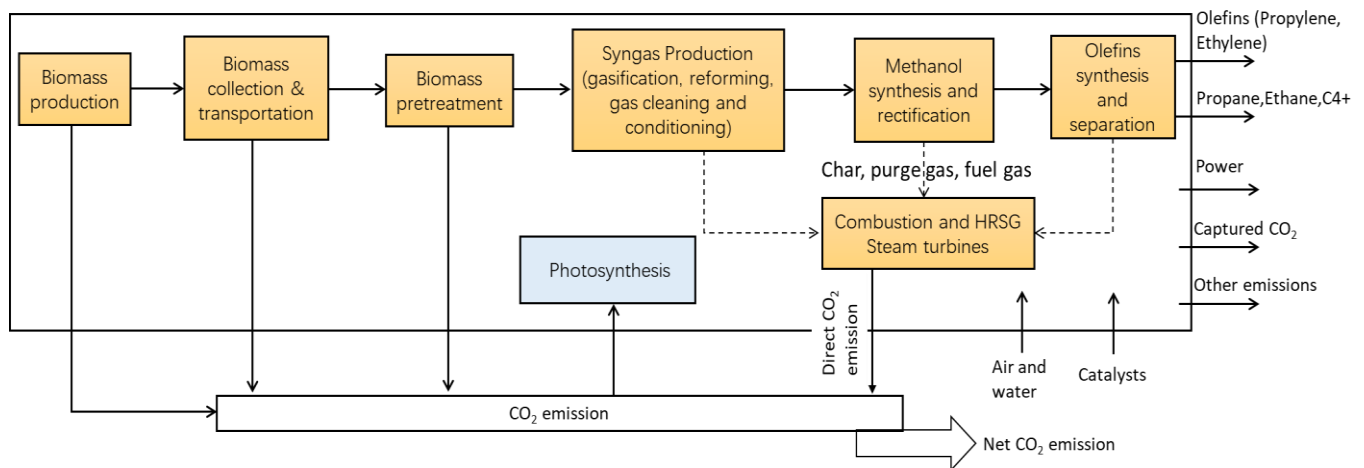 Biomass
production
Biomass
collection &
transportation
Biomass
pretreatment
Syngas Production
(gasification, reforming,
gas cleaning and
conditioning)
Methanol
synthesis and
rectification
Olefins
synthesis
and
separation
Olefins (Propylene,
Ethylene)
Propane,Ethane,C4+
Power
Captured CO₂
Other emissions
Char, purge gas, fuel gas
Combustion and HRSG
Steam turbines
Photosynthesis
Direct CO₂
emission
Air and
water
Catalysts
CO₂ emission
Net CO₂ emission